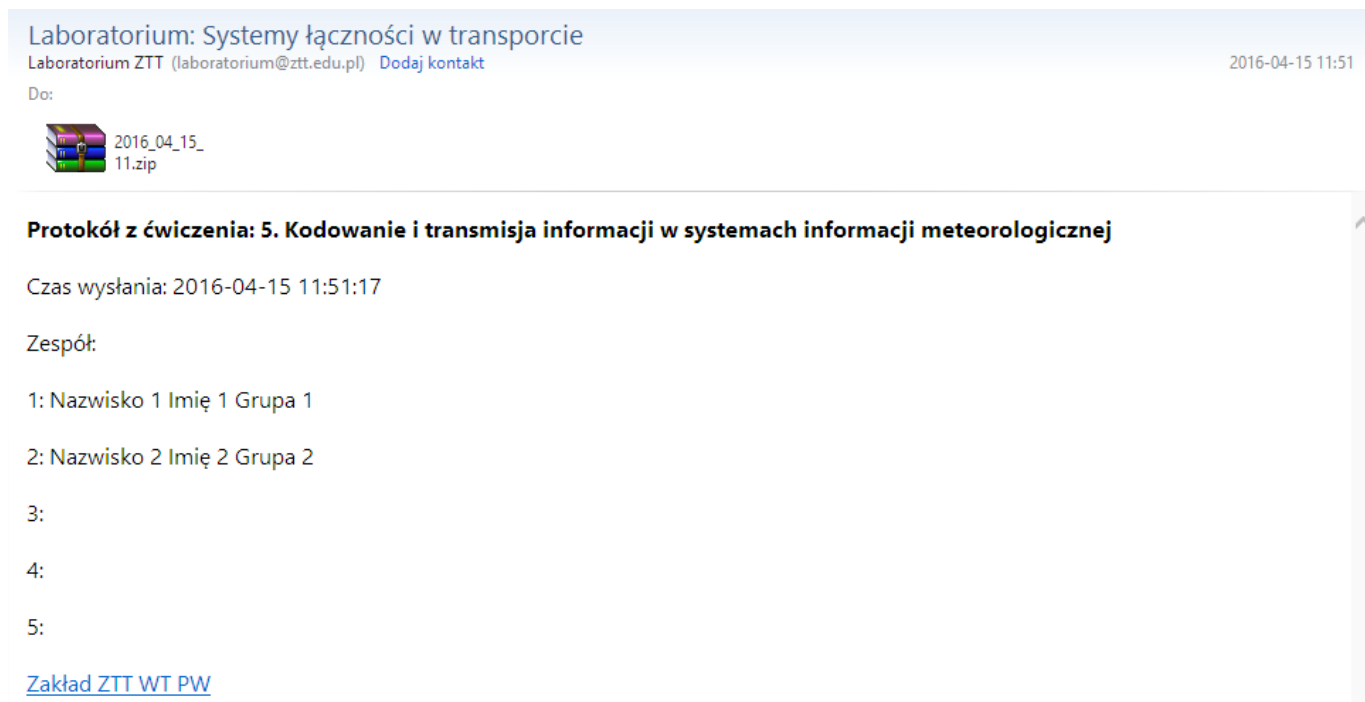 Laboratorium: Systemy łączności w transporcie
Laboratorium ZTT (laboratorium@ztt.edu.pl) Dodaj kontakt
2016-04-15 11:51
Do:
2016_04_15_
11.zip
Protokół z ćwiczenia: 5. Kodowanie i transmisja informacji w systemach informacji meteorologicznej
Czas wysłania: 2016-04-15 11:51:17
Zespół:
1: Nazwisko 1 Imię 1 Grupa 1
2: Nazwisko 2 Imię 2 Grupa 2
3:
4:
5:
Zakład ZTT WT PW